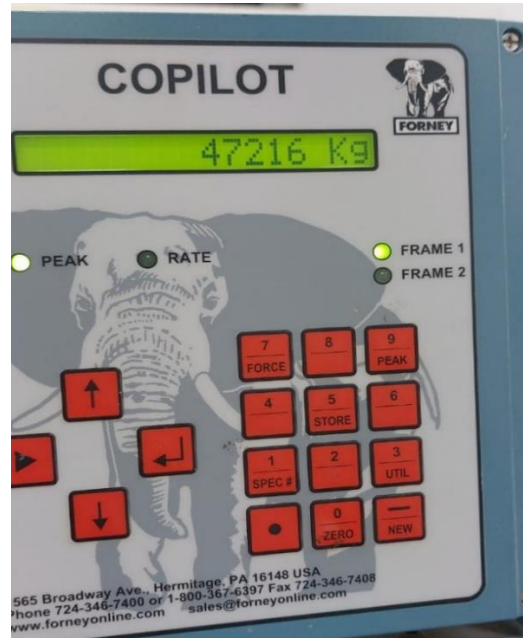 COPILOT
FORNEY
47216 Kg
PEAK
RATE
FRAME 1
FRAME 2
7
FORCE
8
9
PEAK
4
5
STORE
6
1
SPEC #
2
3
UTIL
0
ZERO
NEW
565 Broadway Ave., Hermitage, PA 16148 USA
Phone 724-346-7400 or 1-800-367-6397 Fax 724-346-7408
www.forneyonline.com sales@forneyonline.com